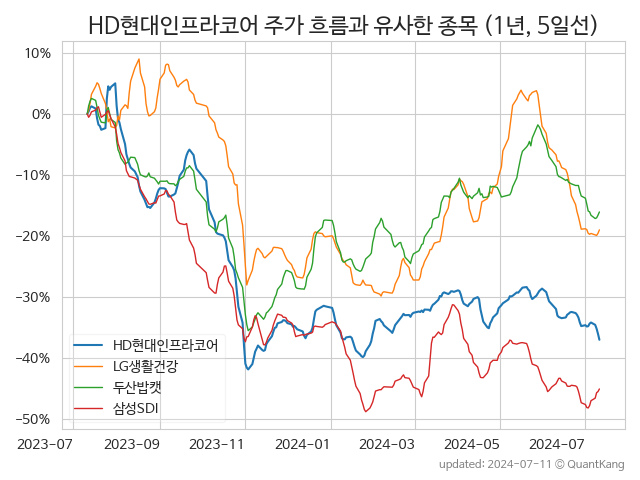 HD현대인프라코어 주가 흐름과 유사한 종목 (1년, 5일선)
10%
0%
−10%
−20%
−30%
−40%
−50%
HD현대인프라코어
LG생활건강
두산밥캣
삼성SDI
2023-07
2023-09
2023-11
2024-01
2024-03
2024-05
2024-07
updated: 2024-07-11 © QuantKang